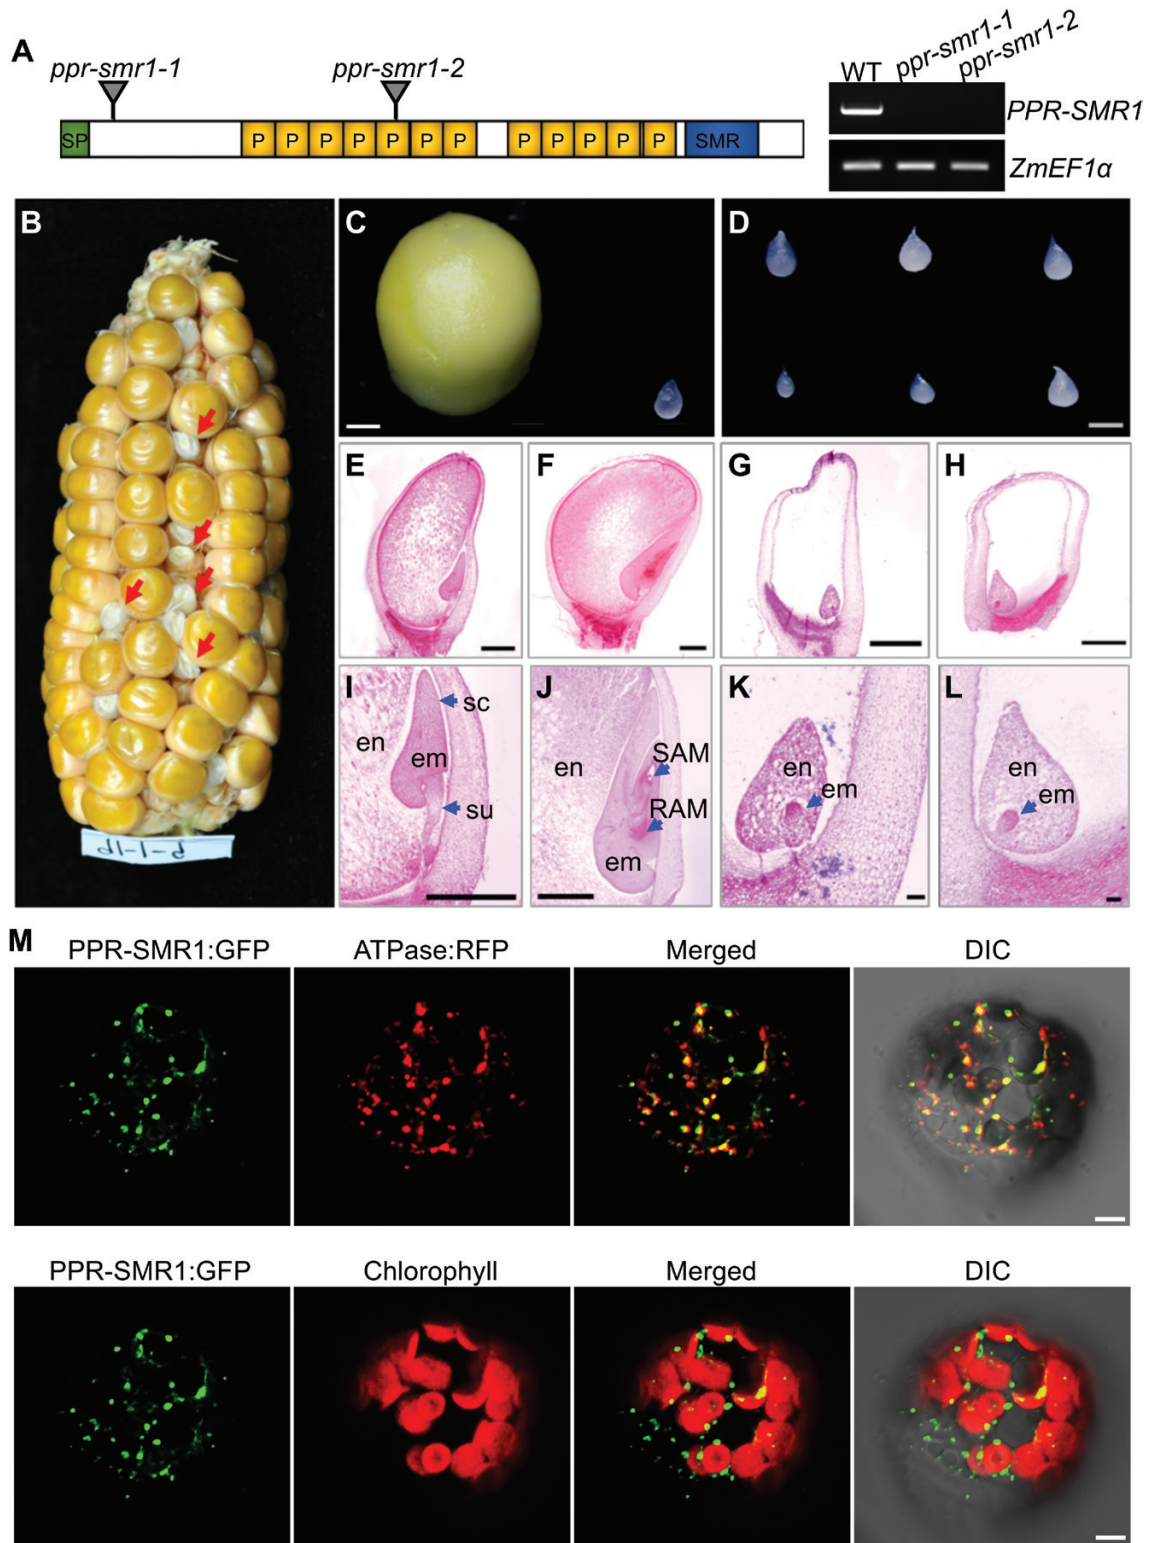 A
ppr-smr1-1
ppr-smr1-2
SP P P P P P P P P P P P P SMR
WT ppr-smr1-1 ppr-smr1-2
PPR-SMR1
ZmEF1α
B
C
D
E
F
G
H
I
sc
en
em
su
J
SAM
en
RAM
em
K
en
em
L
en
em
M
PPR-SMR1:GFP ATPase:RFP Merged DIC
PPR-SMR1:GFP Chlorophyll Merged DIC